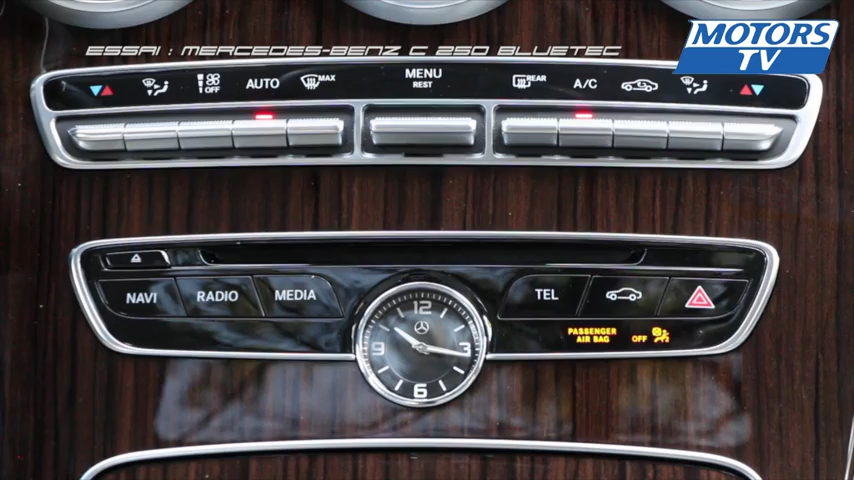 ESSAI : MERCEDES-BENZ C 250 BLUETEC
MOTORS
TV
OFF
AUTO
MAX
MENU
REST
REAR
A/C
NAVI
RADIO
MEDIA
TEL
12
9
3
6
PASSENGER
AIR BAG
OFF